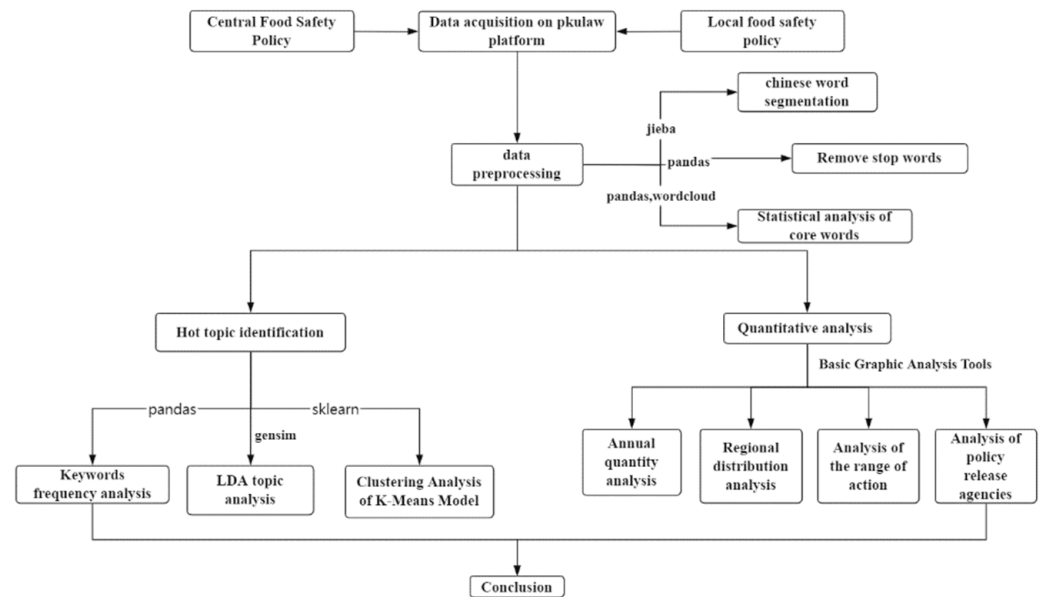 Central Food Safety
Policy
Data acquisition on pkulaw
platform
Local food safety
policy
chinese word
segmentation
jieba
data
preprocessing
pandas
Remove stop words
pandas,wordcloud
Statistical analysis of
core words
Hot topic identification
Quantitative analysis
Basic Graphic Analysis Tools
pandas
sklearn
gensim
Keywords
frequency analysis
LDA topic
analysis
Clustering Analysis
of K-Means Model
Annual
quantity
analysis
Regional
distribution
analysis
Analysis of
the range of
action
Analysis of
policy
release
agencies
Conclusion